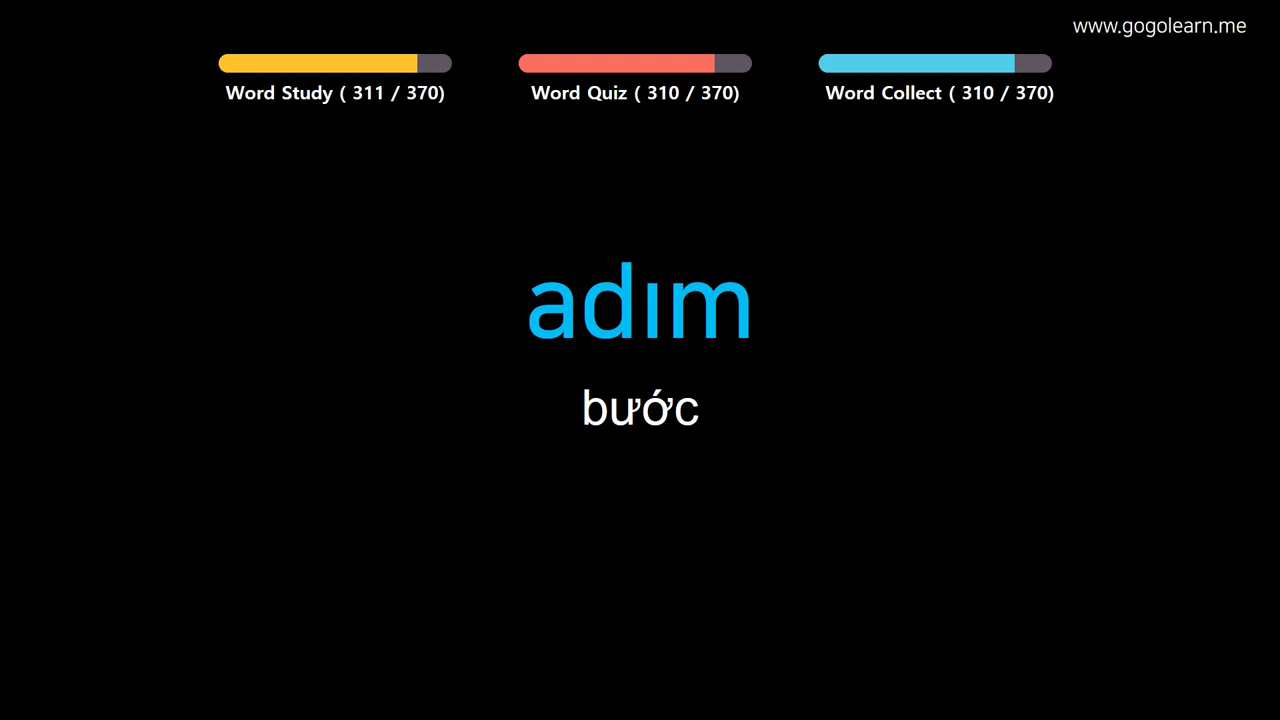 www.gogolearn.me
Word Study ( 311 / 370)
Word Quiz ( 310 / 370)
Word Collect ( 310 / 370)
adım
bước